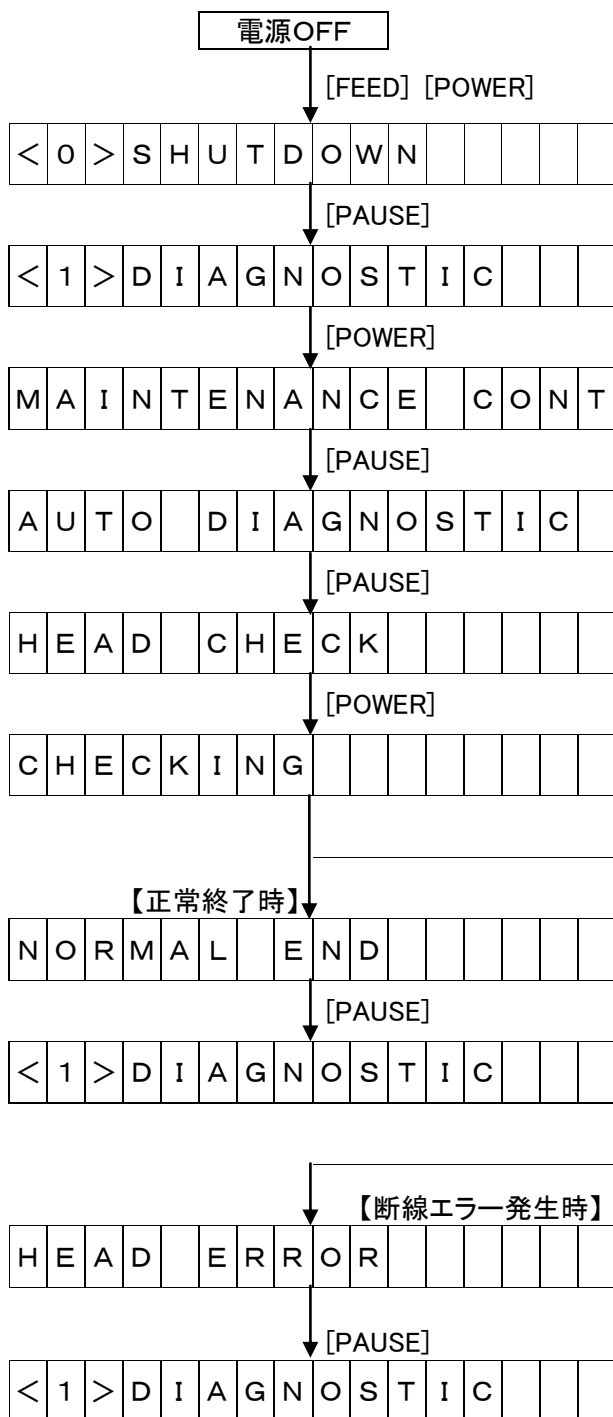 電源OFF
[FEED] [POWER]
<0>SHUTDOWN
[PAUSE]
<1>DIAGNOSTIC
[POWER]
MAINTENANCE CONT
[PAUSE]
AUTO DIAGNOSTIC
[PAUSE]
HEAD CHECK
[POWER]
CHECKING
【正常終了時】
NORMAL END
[PAUSE]
<1>DIAGNOSTIC
【断線エラー発生時】
HEAD ERROR
[PAUSE]
<1>DIAGNOSTIC